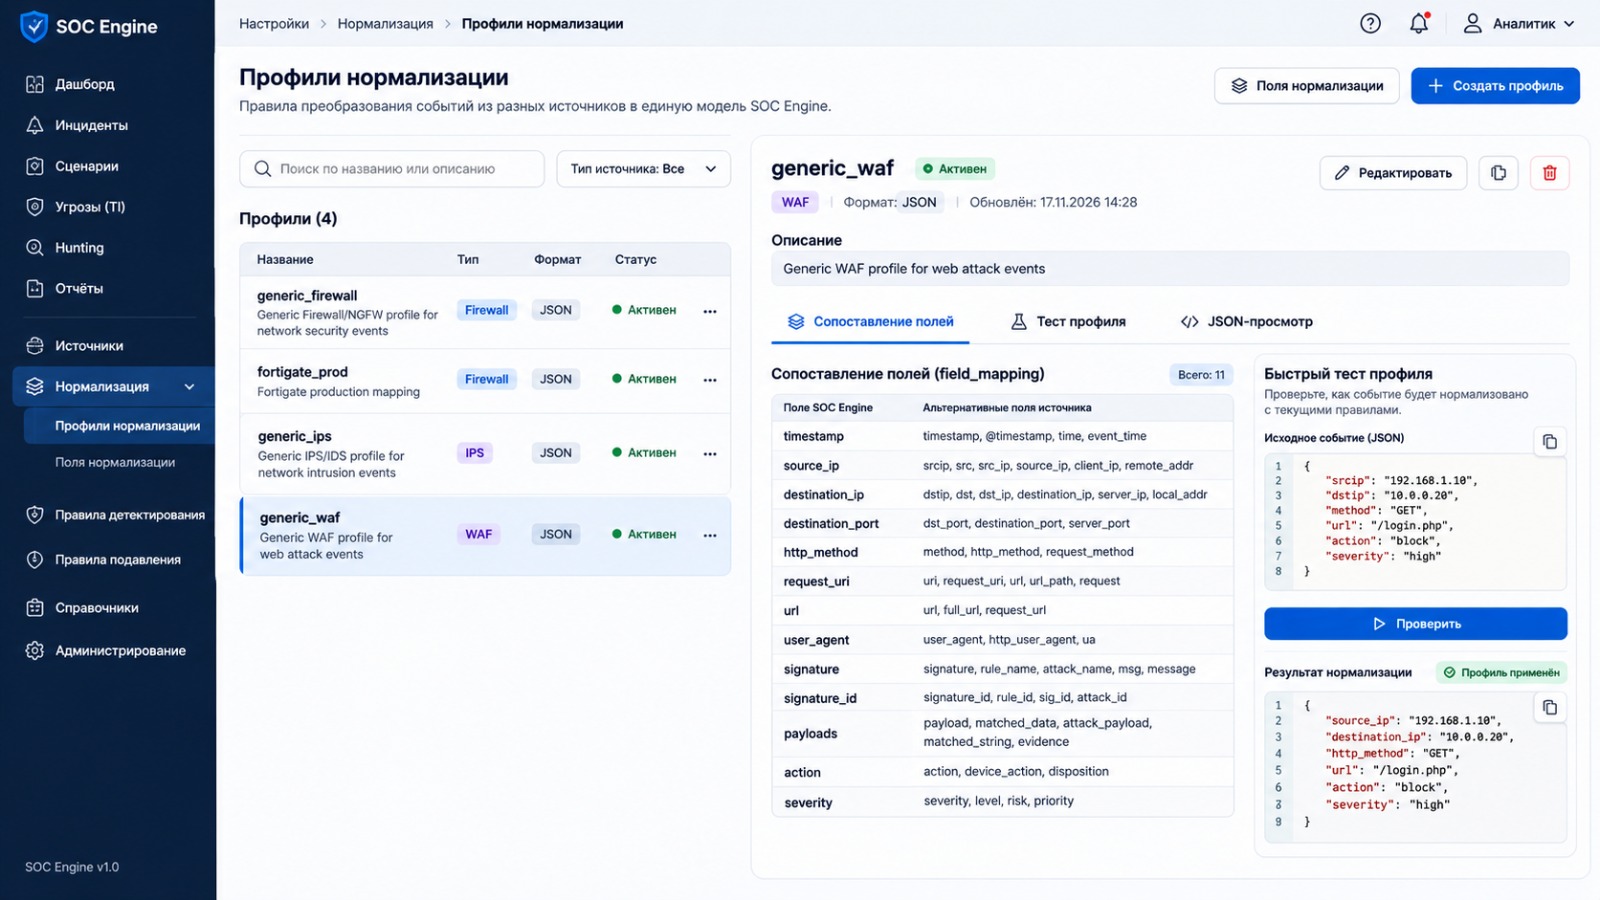 SOC Engine
Дашборд
Инциденты
Сценарии
Угрозы (TI)
Hunting
Отчёты
Источники
Нормализация
Профили нормализации
Поля нормализации
Правила детектирования
Правила подавления
Справочники
Администрирование
SOC Engine v1.0
Настройки > Нормализация > Профили нормализации
Аналитик
Профили нормализации
Правила преобразования событий из разных источников в единую модель SOC Engine.
Поля нормализации
Создать профиль
Поиск по названию или описанию
Тип источника: Все
Профили (4)
Название Тип Формат Статус
generic_firewall
Generic Firewall/NGFW profile for
network security events
Firewall JSON Активен
fortigate_prod
Fortigate production mapping
Firewall JSON Активен
generic_ips
Generic IPS/IDS profile for
network intrusion events
IPS JSON Активен
generic_waf
Generic WAF profile for
web attack events
WAF JSON Активен
generic_waf Активен
WAF | Формат: JSON | Обновлён: 17.11.2026 14:28
Редактировать
Описание
Generic WAF profile for web attack events
Сопоставление полей Тест профиля </> JSON-просмотр
Сопоставление полей (field_mapping) Всего: 11
Поле SOC Engine Альтернативные поля источника
timestamp timestamp, @timestamp, time, event_time
source_ip srcip, src, src_ip, source_ip, client_ip, remote_addr
destination_ip dstip, dst, dst_ip, destination_ip, server_ip, local_addr
destination_port dst_port, destination_port, server_port
http_method method, http_method, request_method
request_uri uri, request_uri, url, url_path, request
url url, full_url, request_url
user_agent user_agent, http_user_agent, ua
signature signature, rule_name, attack_name, msg, message
signature_id signature_id, rule_id, sig_id, attack_id
payloads payload, matched_data, attack_payload,
matched_string, evidence
action action, device_action, disposition
severity severity, level, risk, priority
Быстрый тест профиля
Проверьте, как событие будет нормализовано
с текущими правилами.
Исходное событие (JSON)
1 {
2 "srcip": "192.168.1.10",
3 "dstip": "10.0.0.20",
4 "method": "GET",
5 "url": "/login.php",
6 "action": "block",
7 "severity": "high"
8 }
Проверить
Результат нормализации Профиль применён
1 {
2 "source_ip": "192.168.1.10",
3 "destination_ip": "10.0.0.20",
4 "http_method": "GET",
5 "url": "/login.php",
6 "action": "block",
8 "severity": "high"
9 }